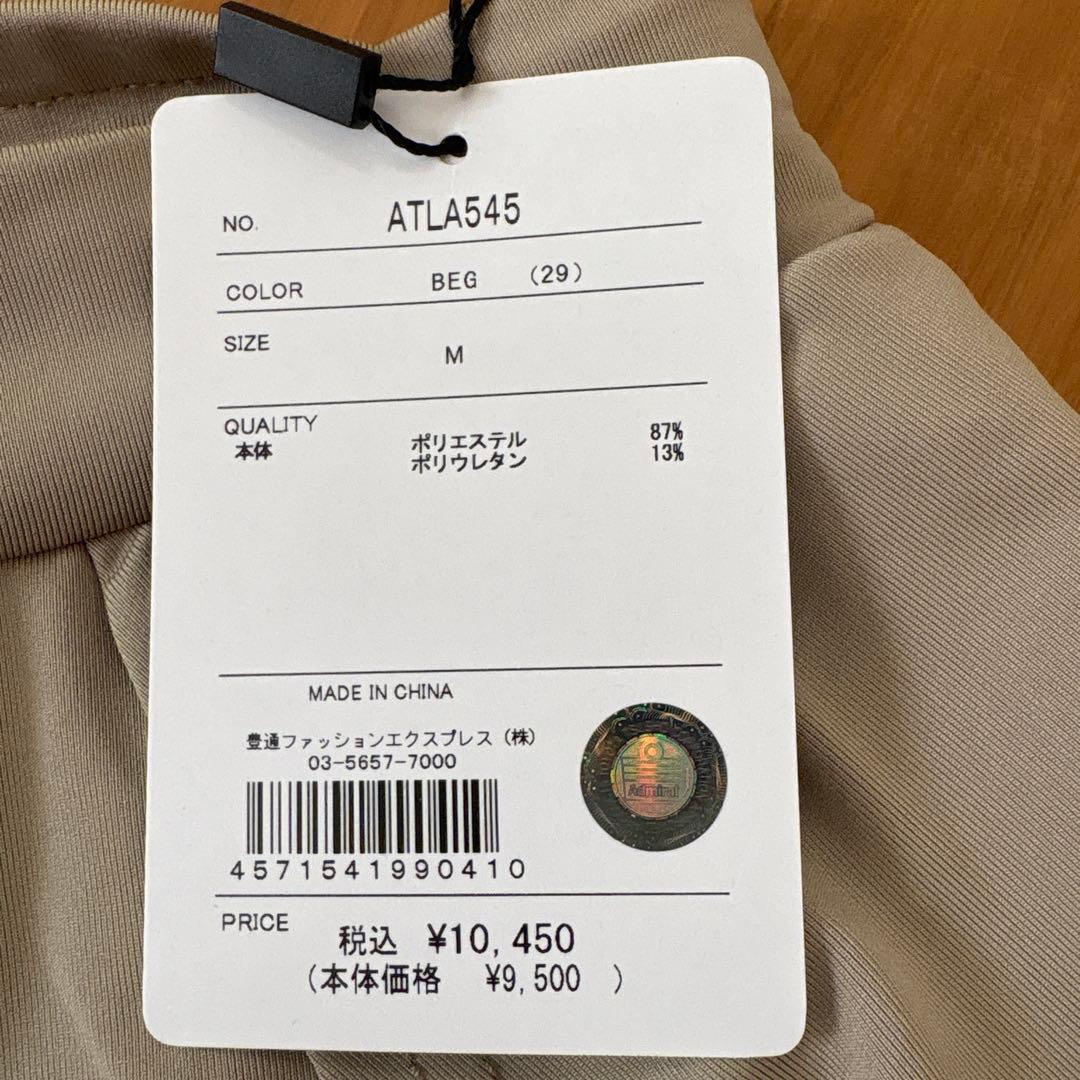 NO. ATLA545
COLOR BEG (29)
SIZE M
QUALITY
本体 ポリエステル 87%
ポリウレタン 13%
MADE IN CHINA
豊通ファッションエクスプレス(株)
03-5657-7000
Admiral
4571541990410
PRICE 税込 ¥10,450
(本体価格 ¥9,500 )